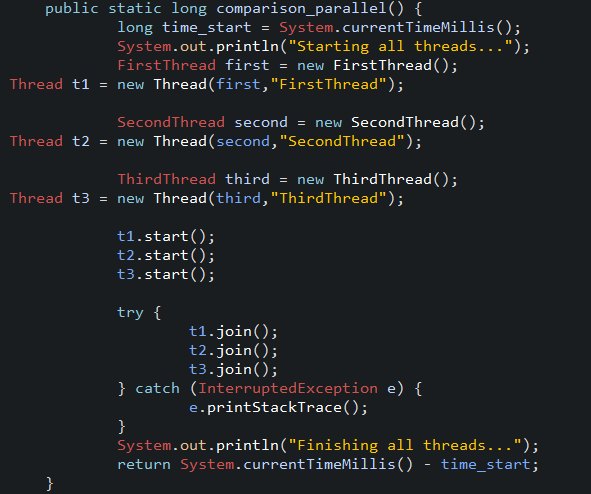 public static long comparison_parallel() {
long time_start = System.currentTimeMillis();
System.out.println("Starting all threads...");
FirstThread first = new FirstThread();
Thread t1 = new Thread(first,"FirstThread");
SecondThread second = new SecondThread();
Thread t2 = new Thread(second,"SecondThread");
ThirdThread third = new ThirdThread();
Thread t3 = new Thread(third,"ThirdThread");
t1.start();
t2.start();
t3.start();
try {
t1.join();
t2.join();
t3.join();
} catch (InterruptedException e) {
e.printStackTrace();
}
System.out.println("Finishing all threads...");
return System.currentTimeMillis() - time_start;
}